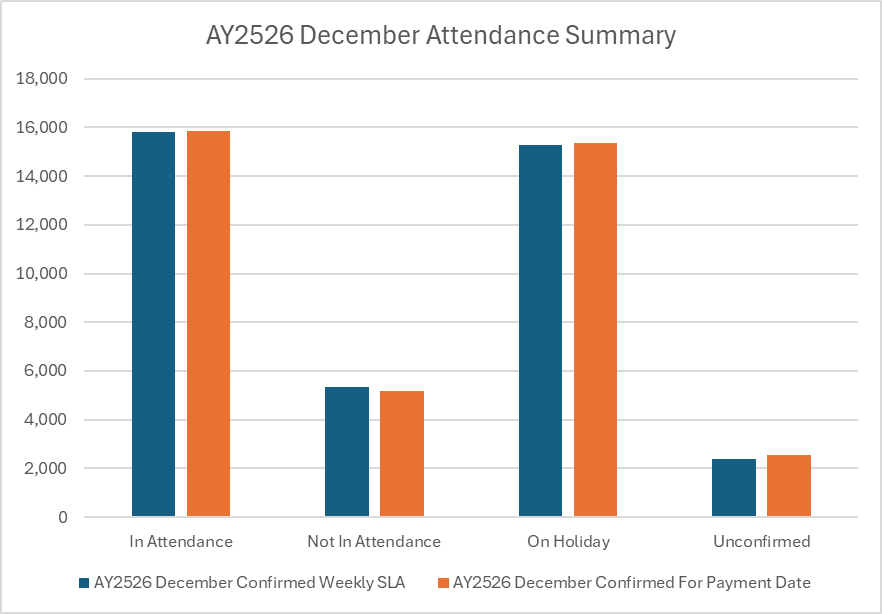 AY2526 December Attendance Summary
18,000
16,000
14,000
12,000
10,000
8,000
6,000
4,000
2,000
0
In Attendance
Not In Attendance
On Holiday
Unconfirmed
AY2526 December Confirmed Weekly SLA
AY2526 December Confirmed For Payment Date